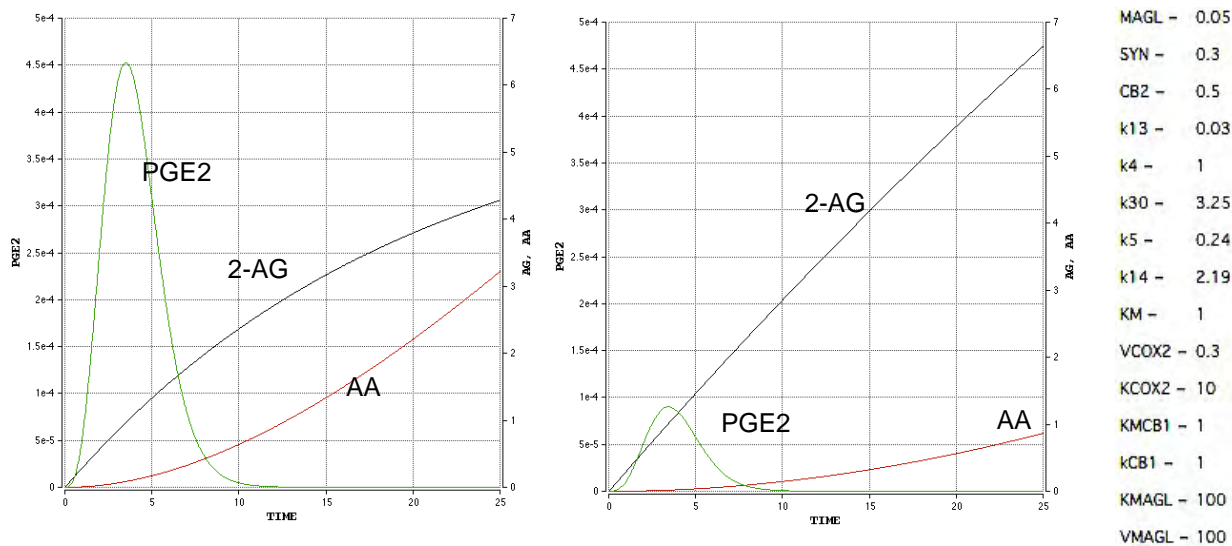 5e-4
4.5e-4
4e-4
3.5e-4
3e-4
2.5e-4
2e-4
1.5e-4
1e-4
5e-5
0
PGE2
7
6
5
4
3
2
1
0
AG, AA
PGE2
2-AG
AA
0 5 10 15 20 25
TIME
5e-4
4.5e-4
4e-4
3.5e-4
3e-4
2.5e-4
2e-4
1.5e-4
1e-4
5e-5
0
PGE2
7
6
5
4
3
2
1
0
AG, AA
2-AG
PGE2
AA
0 5 10 15 20 25
TIME
MAGL - 0.05
SYN - 0.3
CB2 - 0.5
k13 - 0.03
k4 - 1
k30 - 3.25
k5 - 0.24
k14 - 2.19
KM - 1
VCOX2 - 0.3
KCOX2 - 10
KMCB1 - 1
kCB1 - 1
KMAGL - 100
VMAGL - 100